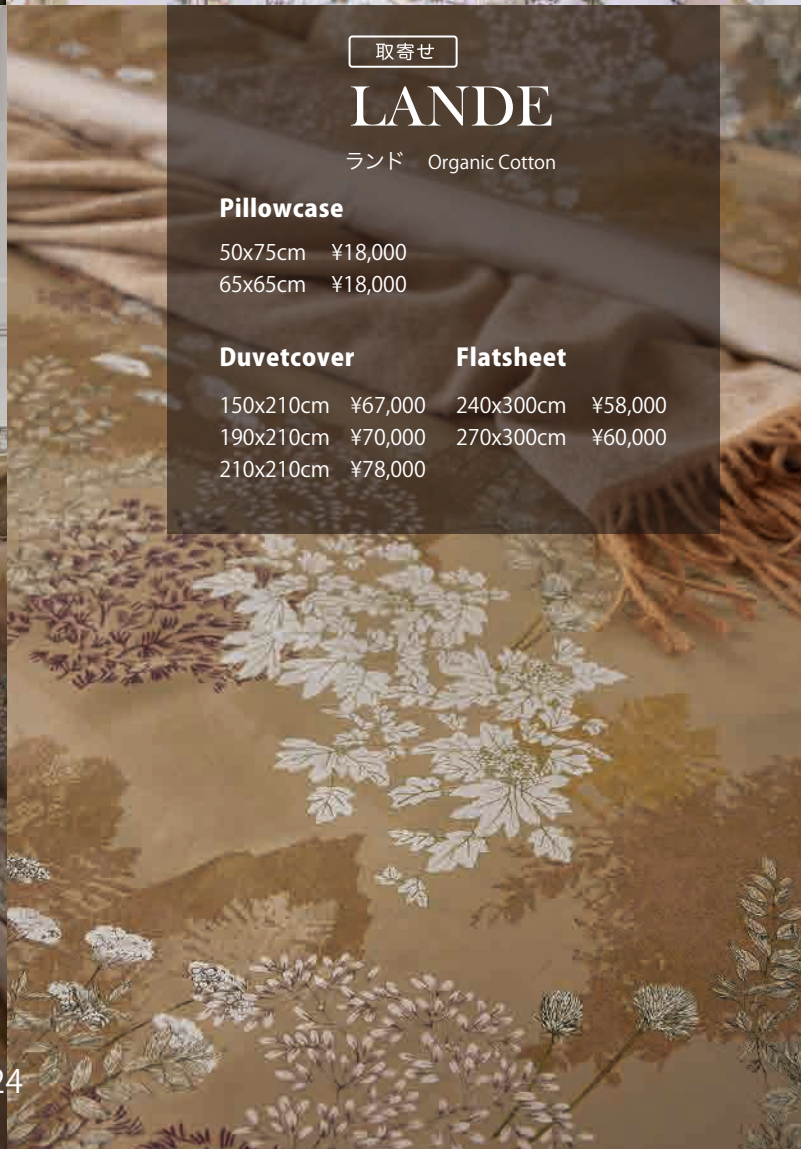 取寄せ
LANDE
ランド Organic Cotton
Pillowcase
50x75cm ¥18,000
65x65cm ¥18,000
Duvetcover
150x210cm ¥67,000
190x210cm ¥70,000
210x210cm ¥78,000
Flatsheet
240x300cm ¥58,000
270x300cm ¥60,000
24